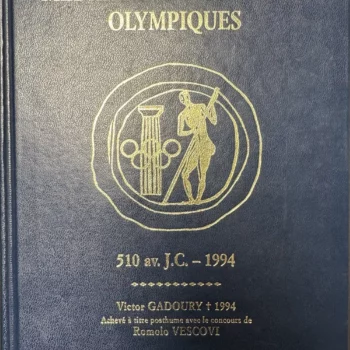 OLYMPIQUES
510 av. J.C. – 1994
Victor GADOURY † 1994
Achevé à titre posthume avec le concours de
Romolo VESCOVI